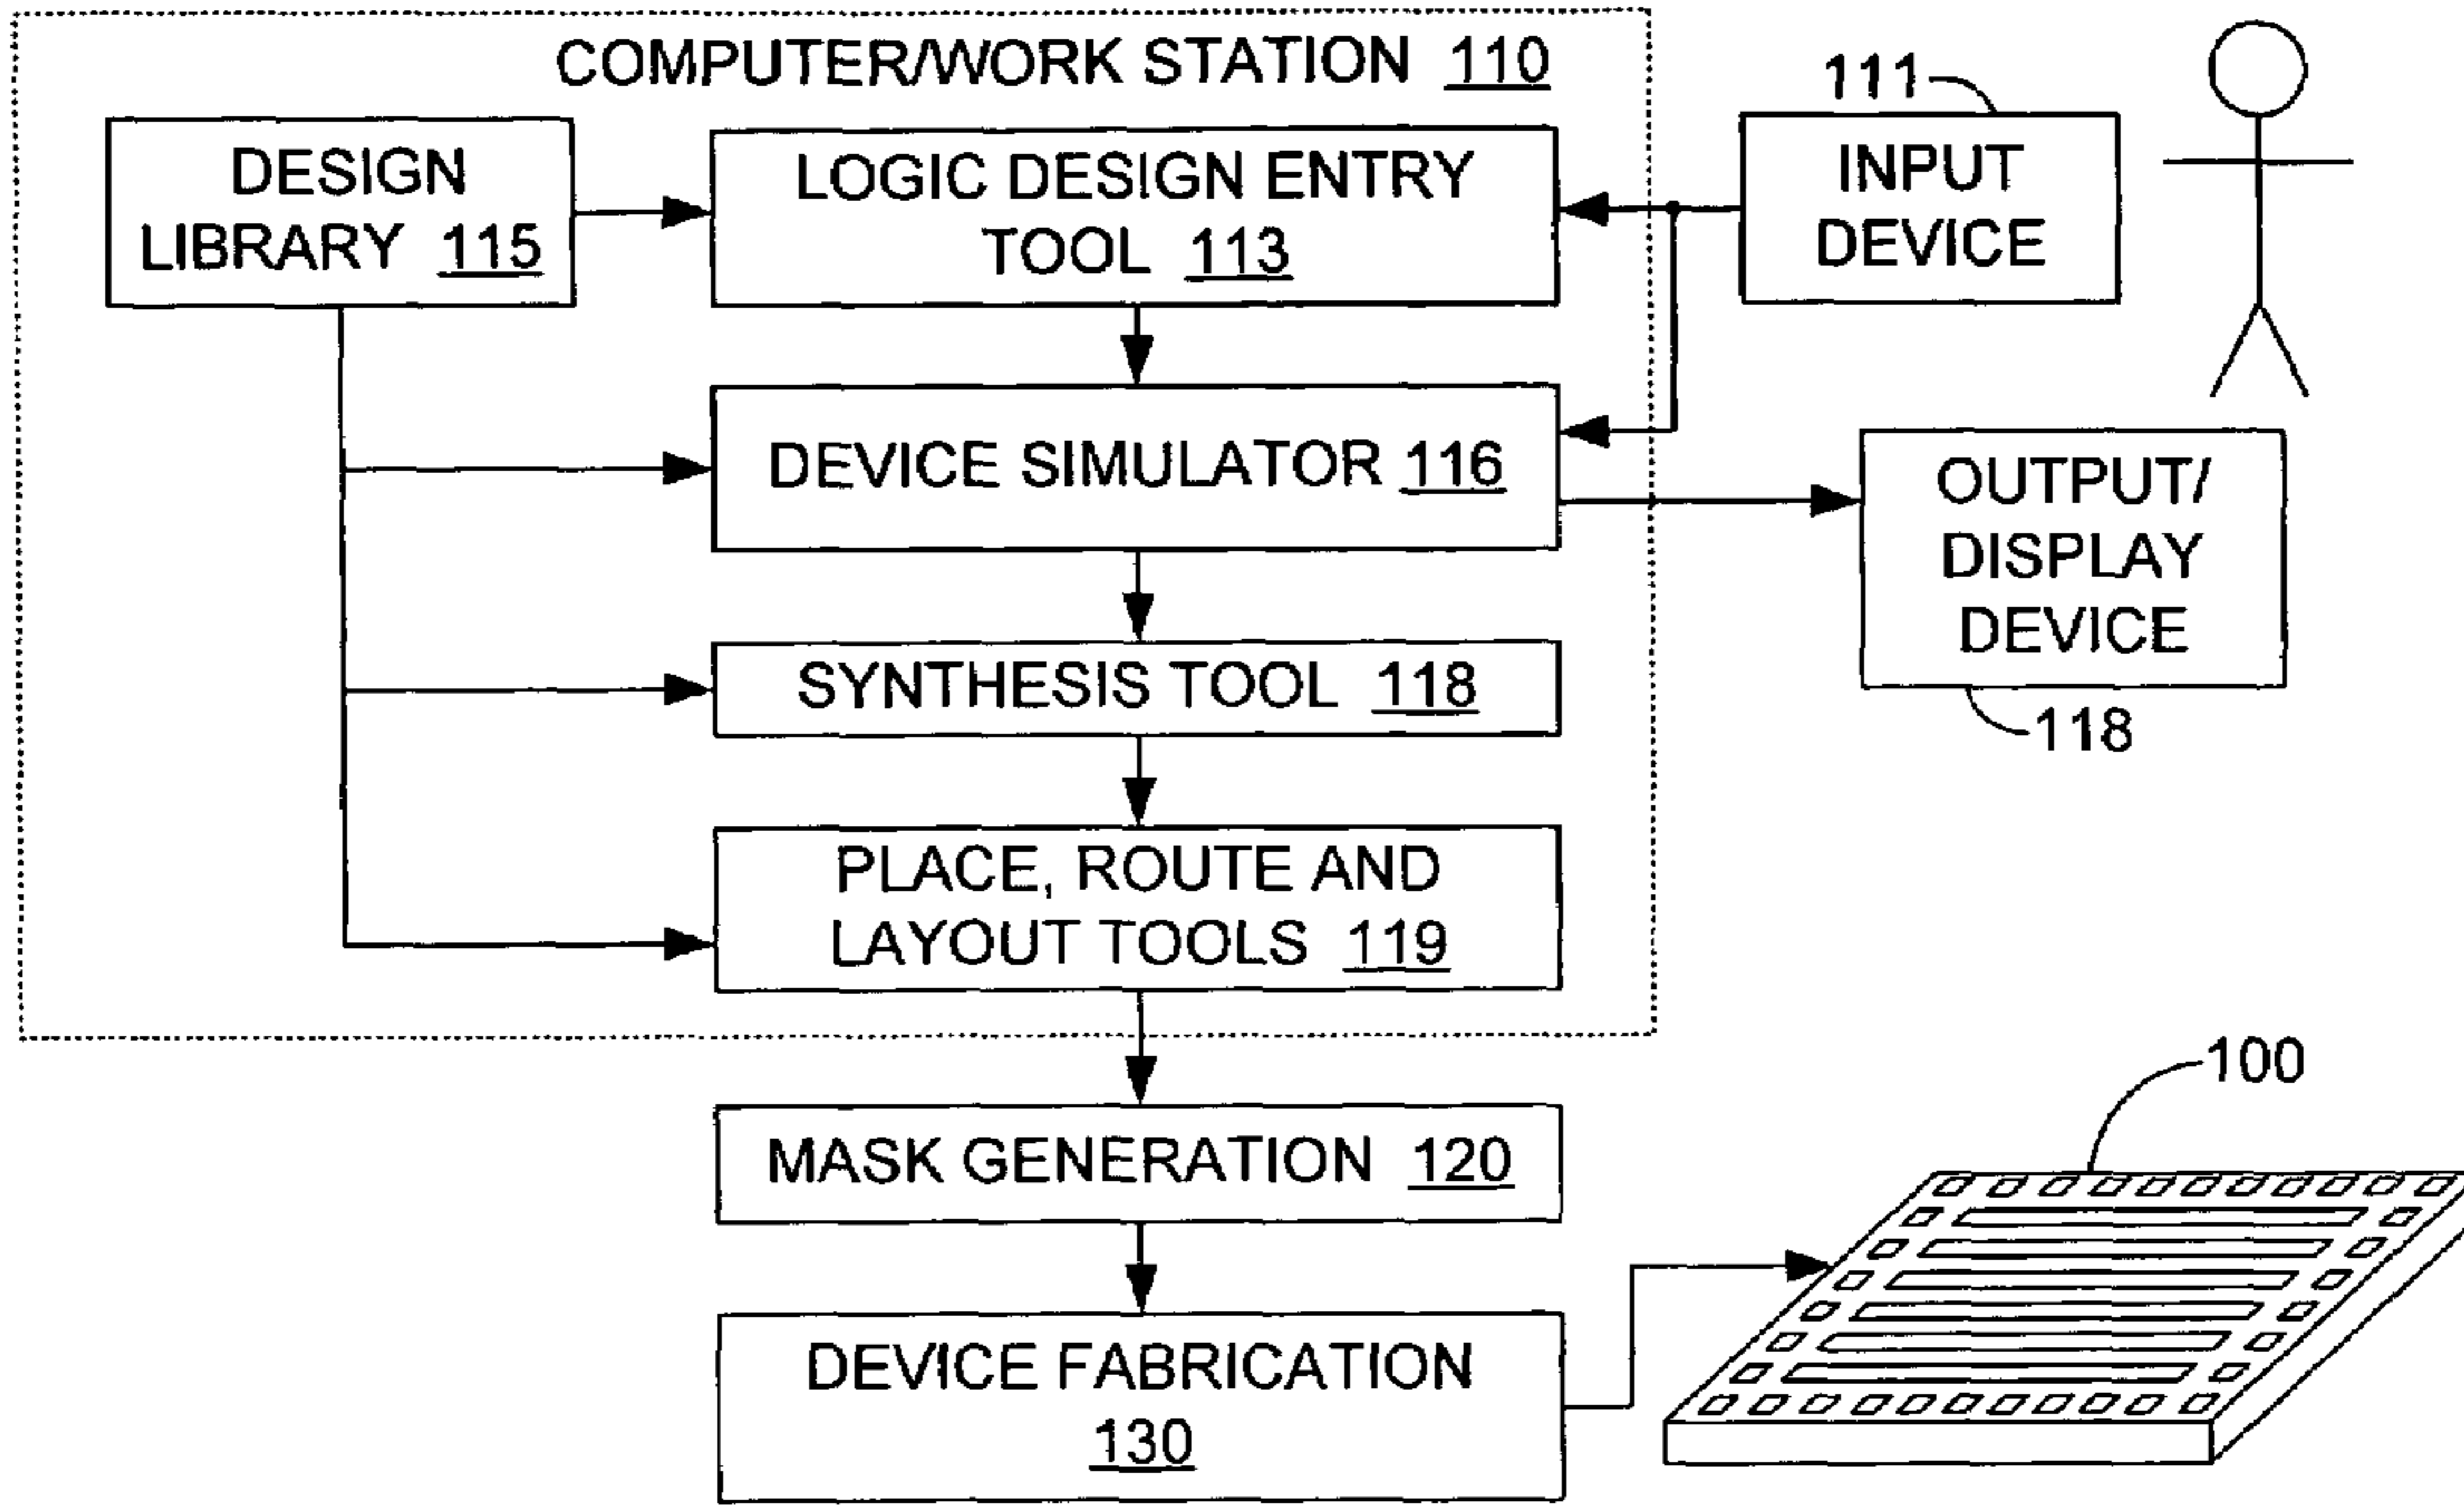 COMPUTER/WORK STATION 110
DESIGN
LIBRARY 115
LOGIC DESIGN ENTRY
TOOL 113
111
INPUT
DEVICE
DEVICE SIMULATOR 116
OUTPUT/
DISPLAY
DEVICE
118
SYNTHESIS TOOL 118
PLACE, ROUTE AND
LAYOUT TOOLS 119
MASK GENERATION 120
DEVICE FABRICATION
130
100